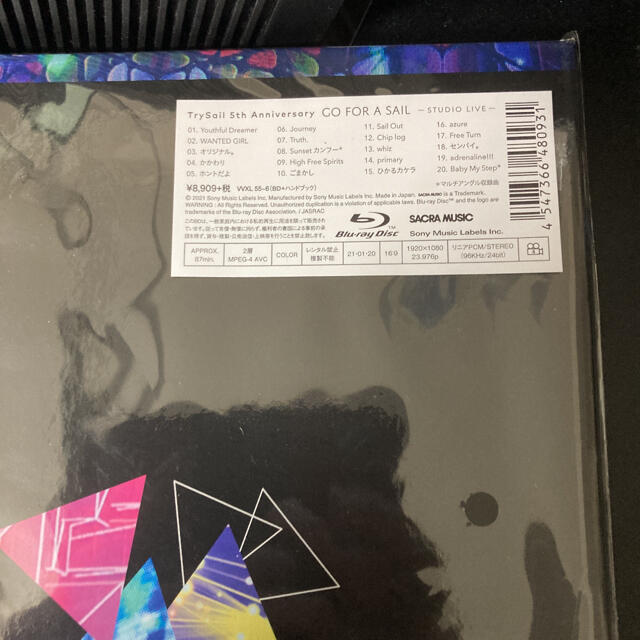 TrySail 5th Anniversary GO FOR A SAIL ―STUDIO LIVE―
01. Youthful Dreamer
02. WANTED GIRL
03. オリジナル。
04. かかわり
05. ホントだよ
06. Journey
07. Truth.
08. Sunset カンフー*
09. High Free Spirits
10. ごまかし
11. Sail Out
12. Chip log
13. whiz
14. primary
15. ひかるカケラ
16. azure
17. Free Turn
18. センパイ。
19. adrenaline!!!
20. Baby My Step*
*マルチアングル収録曲
¥8,909+税 VVXL 55~6(BD+ハンドブック)
© 2021 Sony Music Labels Inc. Manufactured by Sony Music Labels Inc. Made in Japan. SACRA MUSIC is a Trademark.
WARNING : All Rights Reserved. Unauthorized duplication is a violation of applicable laws. Blu-ray Disc™ and the logo are
trademarks of the Blu-ray Disc Association. / JASRAC
Blu-ray Disc™
SACRA MUSIC
Sony Music Labels Inc.
APPROX. 87min.
2層 MPEG-4 AVC
COLOR
レンタル禁止 複製不能
21·01·20
16:9
1920×1080 23.976p
リニアPCM/STEREO (96KHz/24bit)
4 547366 480931